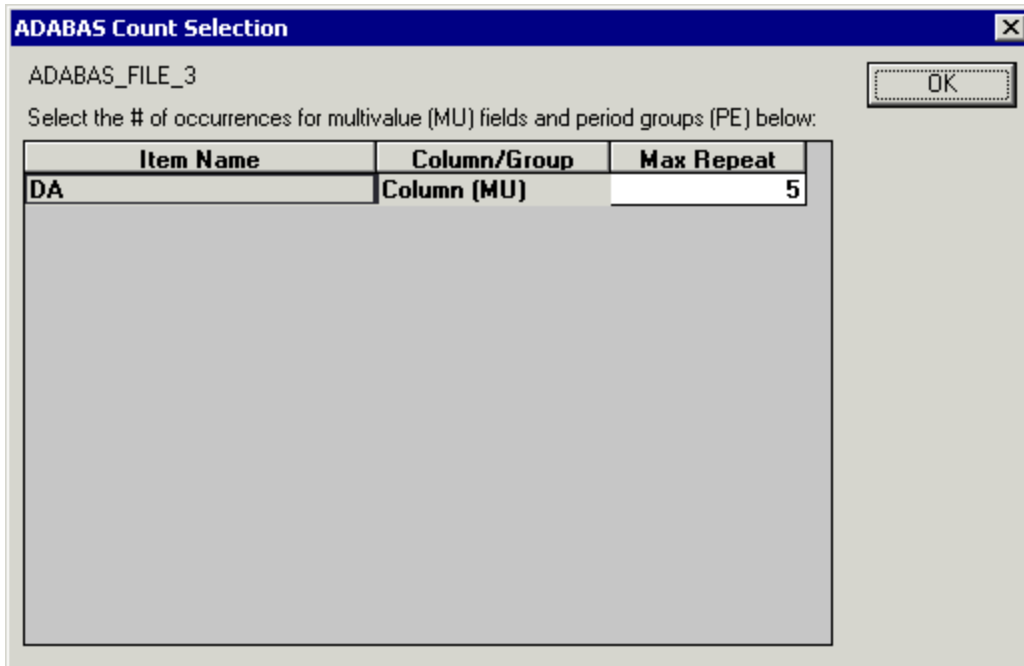 ADABAS Count Selection
ADABAS_FILE_3
OK
Select the # of occurrences for multivalue (MU) fields and period groups (PE) below:
Item Name Column/Group Max Repeat
DA Column (MU) 5